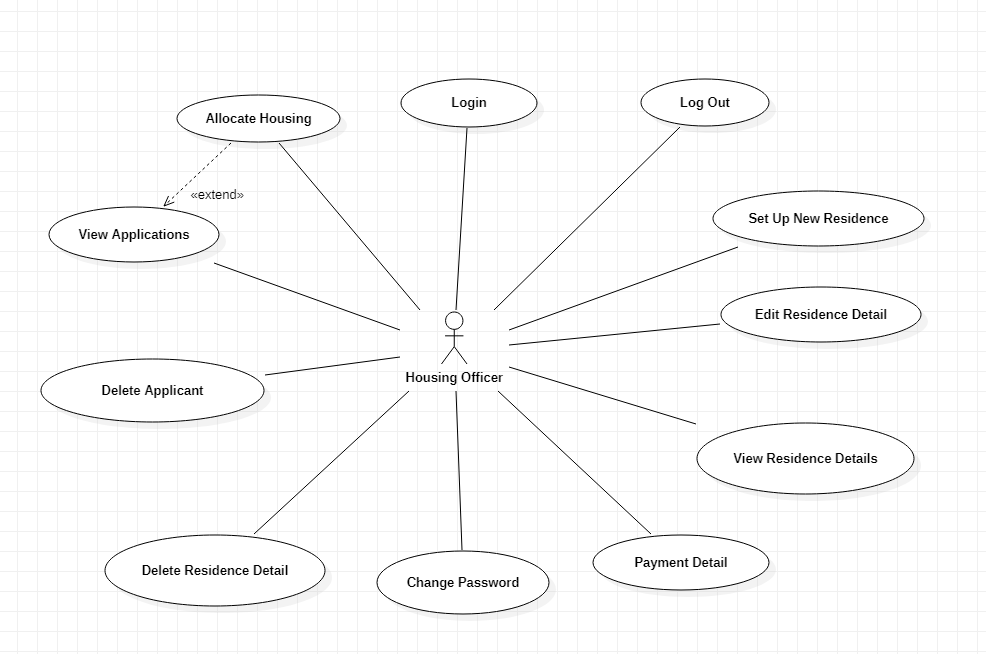 Login
Log Out
Allocate Housing
«extend»
Set Up New Residence
View Applications
Edit Residence Detail
Housing Officer
Delete Applicant
View Residence Details
Payment Detail
Delete Residence Detail
Change Password